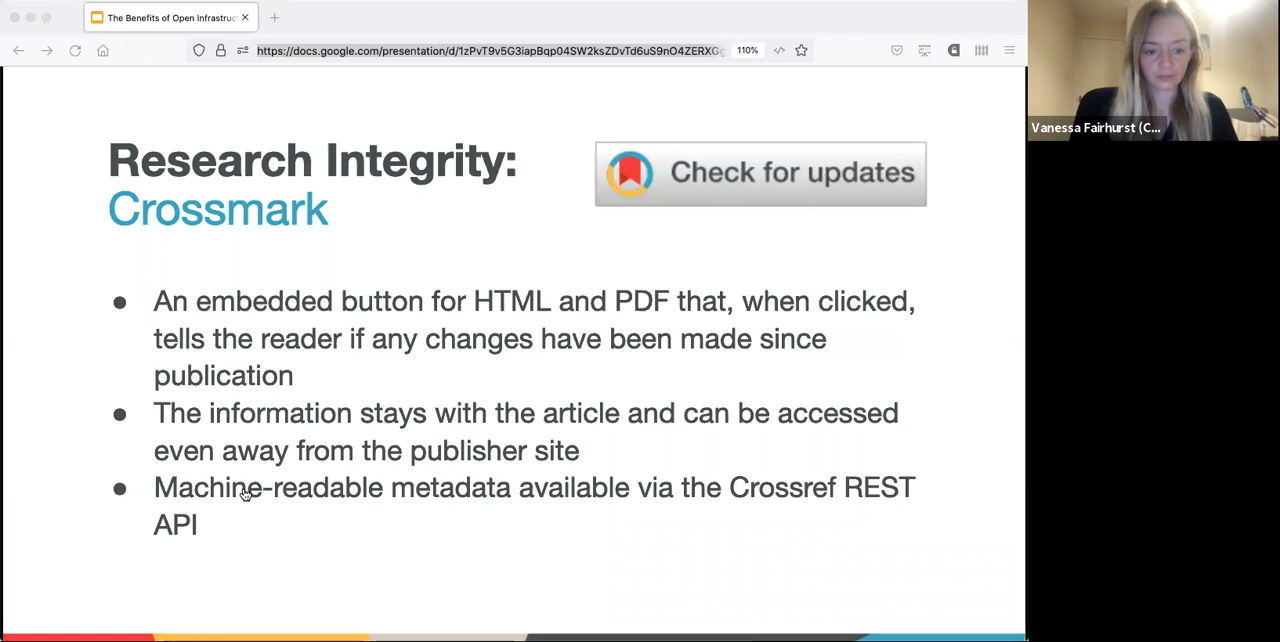 The Benefits of Open Infrastruc
https://docs.google.com/presentation/d/1zPvT9v5G3iapBqp04SW2ksZDvTd6uS9nO4ZERXG
110%
Vanessa Fairhurst (C...
Research Integrity:
Crossmark
Check for updates
● An embedded button for HTML and PDF that, when clicked,
tells the reader if any changes have been made since
publication
● The information stays with the article and can be accessed
even away from the publisher site
● Machine-readable metadata available via the Crossref REST
API